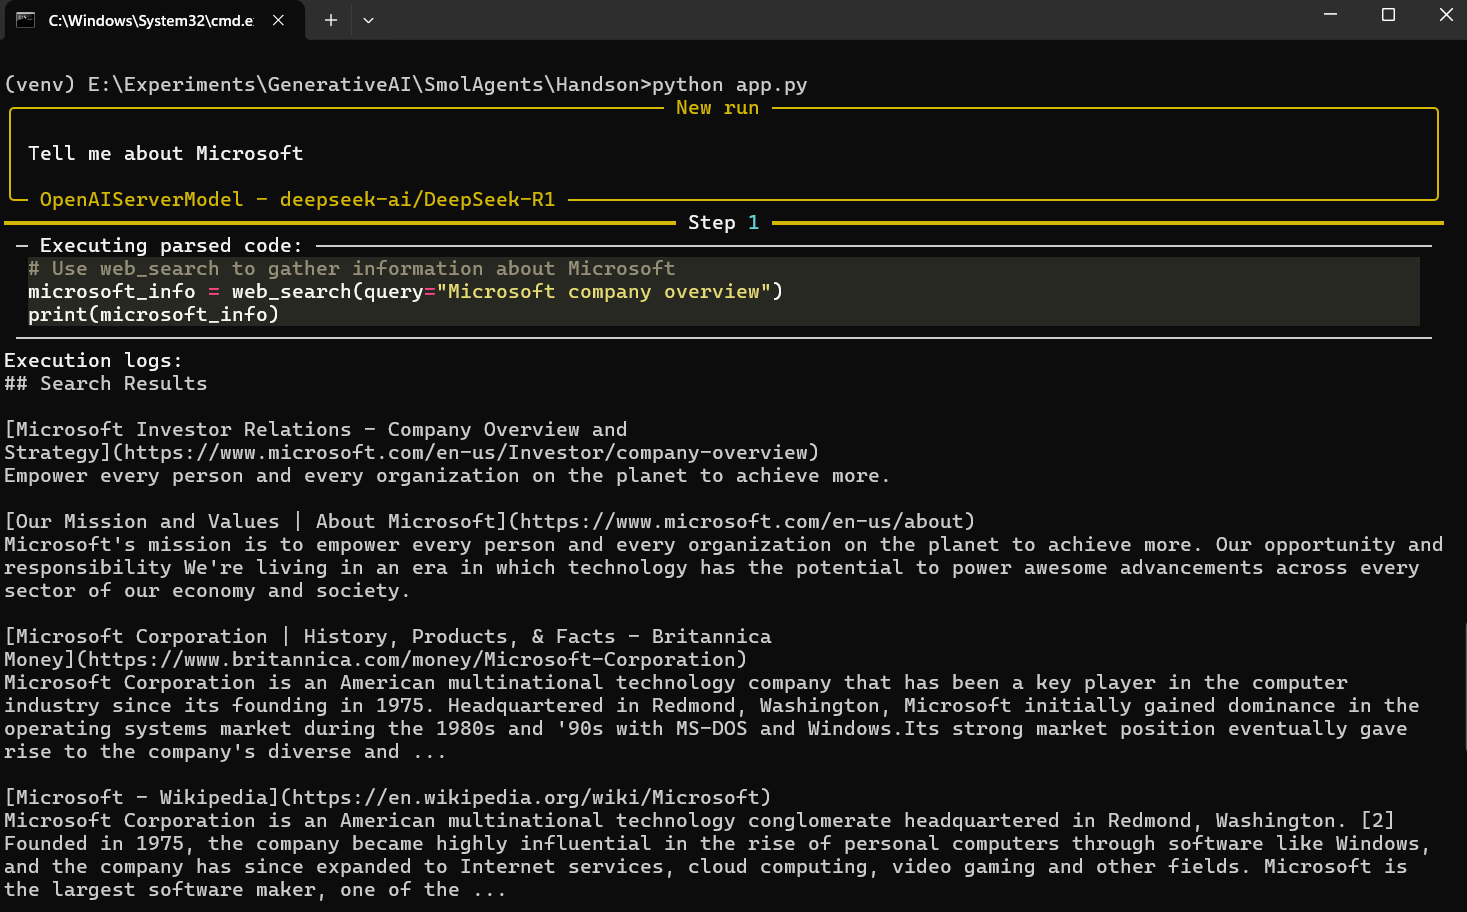 C:\Windows\System32\cmd.e
(venv) E:\Experiments\GenerativeAI\SmolAgents\Handson>python app.py
New run
Tell me about Microsoft
OpenAIServerModel - deepseek-ai/DeepSeek-R1
Step 1
Executing parsed code:
# Use web_search to gather information about Microsoft
microsoft_info = web_search(query="Microsoft company overview")
print(microsoft_info)
Execution logs:
## Search Results
[Microsoft Investor Relations - Company Overview and
Strategy](https://www.microsoft.com/en-us/Investor/company-overview)
Empower every person and every organization on the planet to achieve more.
[Our Mission and Values | About Microsoft](https://www.microsoft.com/en-us/about)
Microsoft's mission is to empower every person and every organization on the planet to achieve more. Our opportunity and
responsibility We're living in an era in which technology has the potential to power awesome advancements across every
sector of our economy and society.
[Microsoft Corporation | History, Products, & Facts - Britannica
Money](https://www.britannica.com/money/Microsoft-Corporation)
Microsoft Corporation is an American multinational technology company that has been a key player in the computer
industry since its founding in 1975. Headquartered in Redmond, Washington, Microsoft initially gained dominance in the
operating systems market during the 1980s and '90s with MS-DOS and Windows.Its strong market position eventually gave
rise to the company's diverse and ...
[Microsoft - Wikipedia](https://en.wikipedia.org/wiki/Microsoft)
Microsoft Corporation is an American multinational technology conglomerate headquartered in Redmond, Washington. [2]
Founded in 1975, the company became highly influential in the rise of personal computers through software like Windows,
and the company has since expanded to Internet services, cloud computing, video gaming and other fields. Microsoft is
the largest software maker, one of the ...